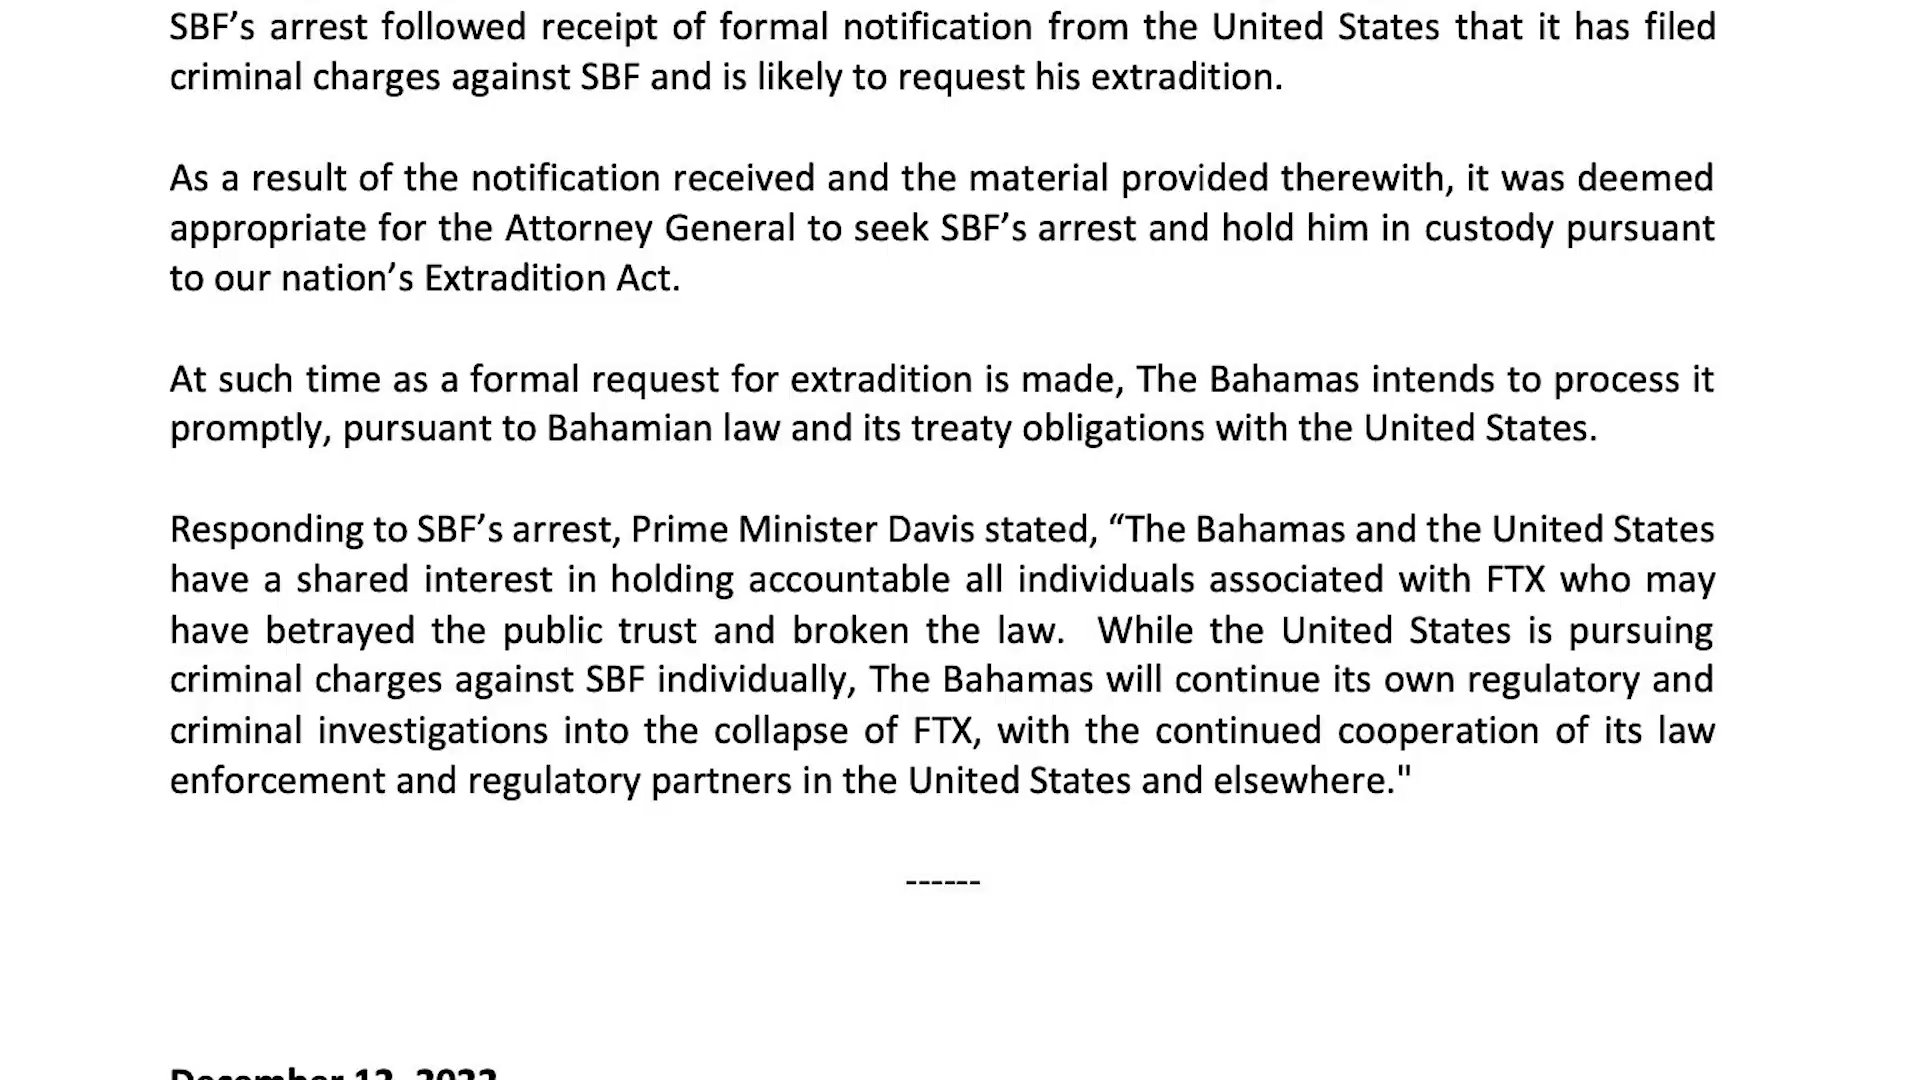 SBF’s arrest followed receipt of formal notification from the United States that it has filed
criminal charges against SBF and is likely to request his extradition.
As a result of the notification received and the material provided therewith, it was deemed
appropriate for the Attorney General to seek SBF’s arrest and hold him in custody pursuant
to our nation’s Extradition Act.
At such time as a formal request for extradition is made, The Bahamas intends to process it
promptly, pursuant to Bahamian law and its treaty obligations with the United States.
Responding to SBF’s arrest, Prime Minister Davis stated, “The Bahamas and the United States
have a shared interest in holding accountable all individuals associated with FTX who may
have betrayed the public trust and broken the law.  While the United States is pursuing
criminal charges against SBF individually, The Bahamas will continue its own regulatory and
criminal investigations into the collapse of FTX, with the continued cooperation of its law
enforcement and regulatory partners in the United States and elsewhere."
------
December 12, 2022